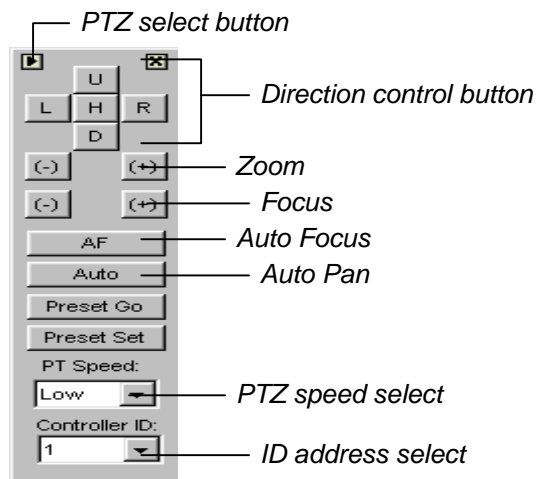 PTZ select button
U
L H R
D
Direction control button
(-) (+) Zoom
(-) (+) Focus
AF Auto Focus
Auto Auto Pan
Preset Go
Preset Set
PT Speed:
Low PTZ speed select
Controller ID:
1 ID address select